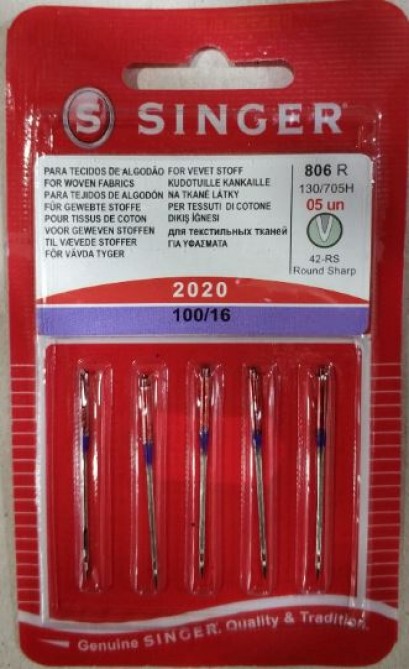 S SINGER®
PARA TECIDOS DE ALGODÃO FOR VEVET STOFF
FOR WOVEN FABRICS KUDOTUILLE KANKAILLE
PARA TEJIDOS DE ALGODÓN NA TKANÉ LÁTKY
FÜR GEWEBTE STOFFE PER TESSUTI DI COTONE
POUR TISSUS DE COTON DIKIŞ İĞNESI
VOOR GEWEVEN STOFFEN для текстильных тканей
TIL VÆVEDE STOFFER ΓΙΑ ΥΦΑΣΜΑΤΑ
FÖR VÄVDA TYGER
806 R
130/705H
05 un
42-RS
Round Sharp
2020
100/16
Genuine SINGER® Quality & Tradition.